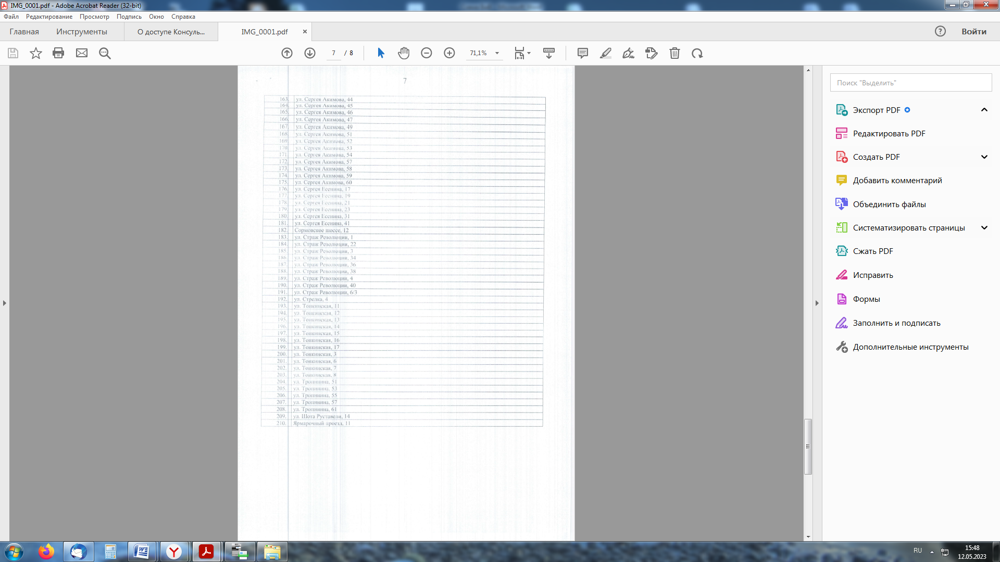 IMG_0001.pdf - Adobe Acrobat Reader (32-bit)
Файл Редактирование Просмотр Подпись Окно Справка
Главная Инструменты О доступе Консуль... IMG_0001.pdf × ? Войти
7 / 8 71,1%
7
163. ул. Сергея Акимова, 44
164. ул. Сергея Акимова, 45
165. ул. Сергея Акимова, 46
166. ул. Сергея Акимова, 47
167. ул. Сергея Акимова, 49
168. ул. Сергея Акимова, 51
169. ул. Сергея Акимова, 52
170. ул. Сергея Акимова, 53
171. ул. Сергея Акимова, 54
172. ул. Сергея Акимова, 57
173. ул. Сергея Акимова, 58
174. ул. Сергея Акимова, 59
175. ул. Сергея Акимова, 60
176. ул. Сергея Есенина, 17
177. ул. Сергея Есенина, 19
178. ул. Сергея Есенина, 21
179. ул. Сергея Есенина, 23
180. ул. Сергея Есенина, 31
181. ул. Сергея Есенина, 41
182. Сормовское шоссе, 12
183. ул. Страж Революции, 1
184. ул. Страж Революции, 22
185. ул. Страж Революции, 3
186. ул. Страж Революции, 34
187. ул. Страж Революции, 36
188. ул. Страж Революции, 38
189. ул. Страж Революции, 4
190. ул. Страж Революции, 40
191. ул. Страж Революции, 6/3
192. ул. Стрелка, 4
193. ул. Тонкинская, 11
194. ул. Тонкинская, 12
195. ул. Тонкинская, 13
196. ул. Тонкинская, 14
197. ул. Тонкинская, 15
198. ул. Тонкинская, 16
199. ул. Тонкинская, 17
200. ул. Тонкинская, 3
201. ул. Тонкинская, 6
202. ул. Тонкинская, 7
203. ул. Тонкинская, 8
204. ул. Тропинина, 51
205. ул. Тропинина, 53
206. ул. Тропинина, 55
207. ул. Тропинина, 57
208. ул. Тропинина, 61
209. ул. Шота Руставели, 14
210. Ярмарочный проезд, 11
Поиск "Выделить"
Экспорт PDF
Редактировать PDF
Создать PDF
Добавить комментарий
Объединить файлы
Систематизировать страницы
Сжать PDF
Исправить
Формы
Заполнить и подписать
Дополнительные инструменты
RU
15:48
12.05.2023